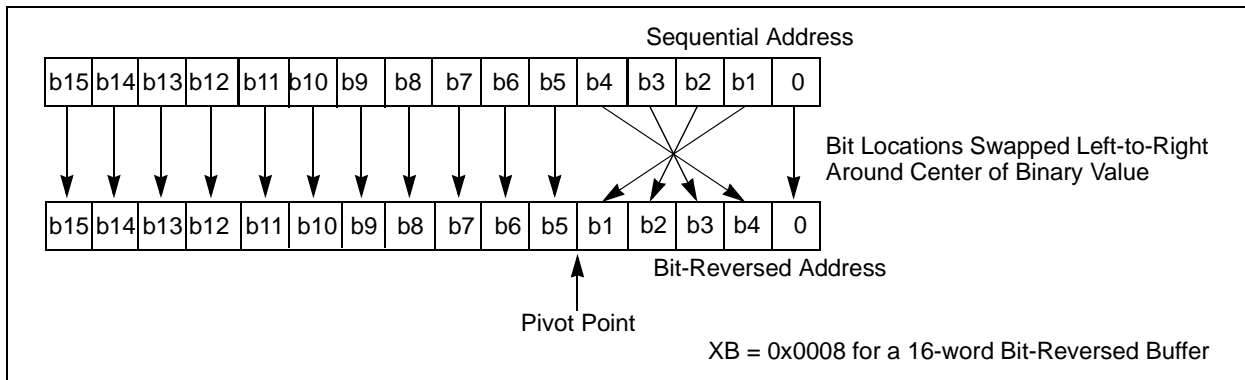 Sequential Address
b15 b14 b13 b12 b11 b10 b9 b8 b7 b6 b5 b4 b3 b2 b1 0
Bit Locations Swapped Left-to-Right
Around Center of Binary Value
b15 b14 b13 b12 b11 b10 b9 b8 b7 b6 b5 b1 b2 b3 b4 0
Bit-Reversed Address
Pivot Point
XB = 0x0008 for a 16-word Bit-Reversed Buffer